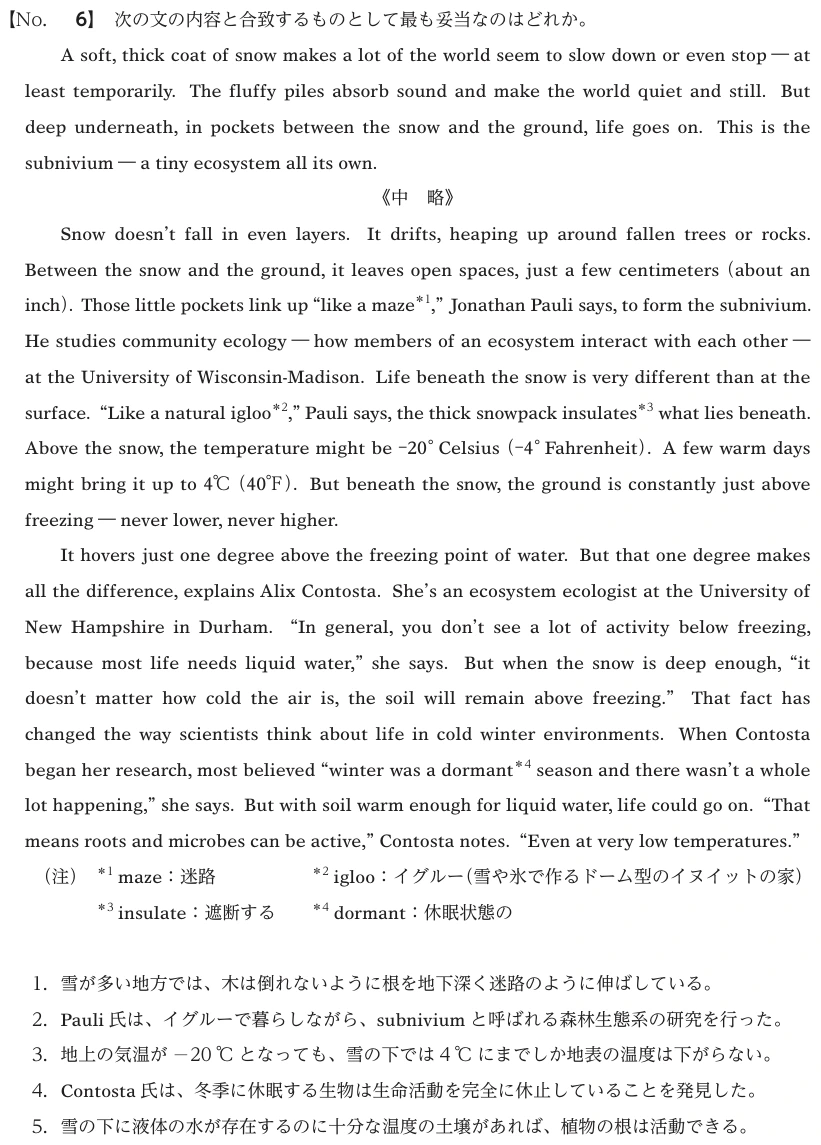 【No. 6】 次の文の内容と合致するものとして最も妥当なのはどれか。
A soft, thick coat of snow makes a lot of the world seem to slow down or even stop — at
least temporarily. The fluffy piles absorb sound and make the world quiet and still. But
deep underneath, in pockets between the snow and the ground, life goes on. This is the
subnivium — a tiny ecosystem all its own.
《中 略》
Snow doesn't fall in even layers. It drifts, heaping up around fallen trees or rocks.
Between the snow and the ground, it leaves open spaces, just a few centimeters (about an
inch). Those little pockets link up “like a maze*1,” Jonathan Pauli says, to form the subnivium.
He studies community ecology — how members of an ecosystem interact with each other —
at the University of Wisconsin-Madison. Life beneath the snow is very different than at the
surface. “Like a natural igloo*2,” Pauli says, the thick snowpack insulates*3 what lies beneath.
Above the snow, the temperature might be -20° Celsius (-4° Fahrenheit). A few warm days
might bring it up to 4℃ (40℉). But beneath the snow, the ground is constantly just above
freezing — never lower, never higher.
It hovers just one degree above the freezing point of water. But that one degree makes
all the difference, explains Alix Contosta. She's an ecosystem ecologist at the University of
New Hampshire in Durham. “In general, you don't see a lot of activity below freezing,
because most life needs liquid water,” she says. But when the snow is deep enough, “it
doesn't matter how cold the air is, the soil will remain above freezing.” That fact has
changed the way scientists think about life in cold winter environments. When Contosta
began her research, most believed “winter was a dormant*4 season and there wasn't a whole
lot happening,” she says. But with soil warm enough for liquid water, life could go on. “That
means roots and microbes can be active,” Contosta notes. “Even at very low temperatures.”
（注） *1 maze：迷路 *2 igloo：イグルー（雪や氷で作るドーム型のイヌイットの家）
*3 insulate：遮断する *4 dormant：休眠状態の
1. 雪が多い地方では、木は倒れないように根を地下深く迷路のように伸ばしている。
2. Pauli 氏は、イグルーで暮らしながら、subnivium と呼ばれる森林生態系の研究を行った。
3. 地上の気温が －20 ℃ となっても、雪の下では 4 ℃ にまでしか地表の温度は下がらない。
4. Contosta 氏は、冬季に休眠する生物は生命活動を完全に休止していることを発見した。
5. 雪の下に液体の水が存在するのに十分な温度の土壌があれば、植物の根は活動できる。